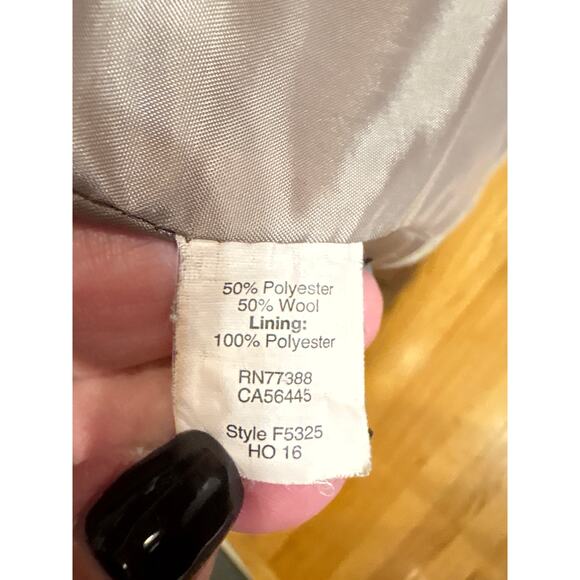 50% Polyester
50% Wool
Lining:
100% Polyester
RN77388
CA56445
Style F5325
HO 16